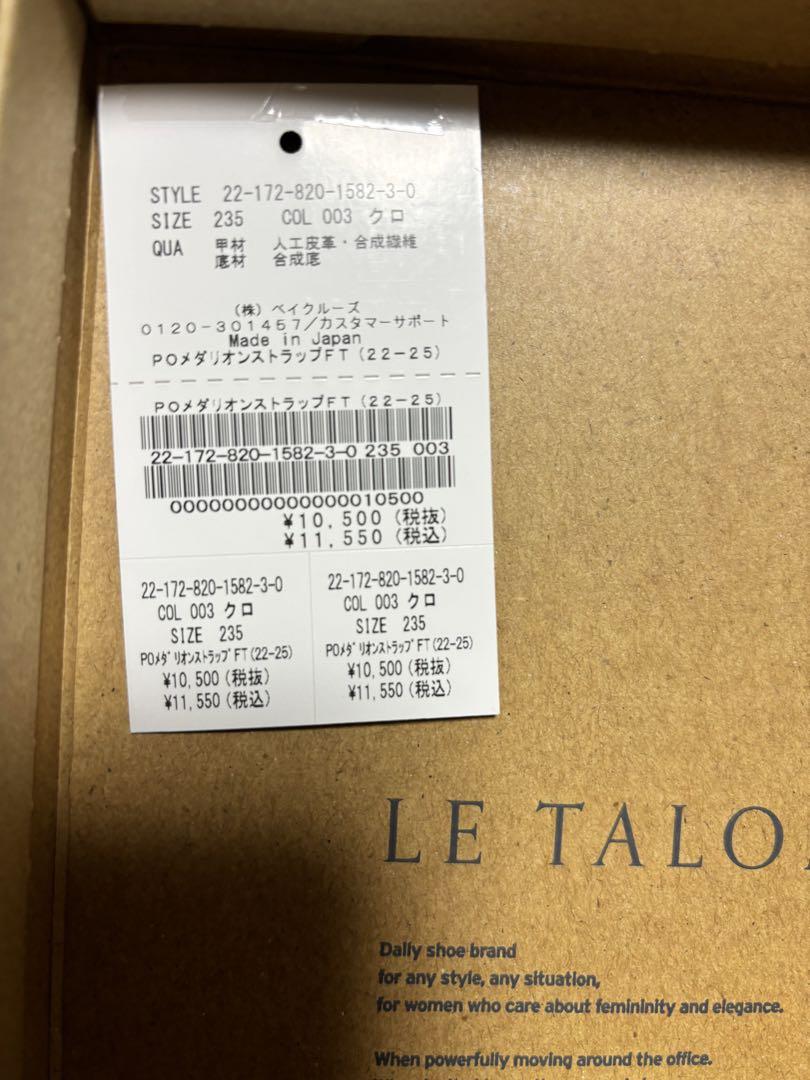 STYLE 22-172-820-1582-3-0
SIZE 235 COL 003 クロ
QUA 甲材 人工皮革・合成繊維
底材 合成底
(株) ベイクルーズ
0120-301457/カスタマーサポート
Made in Japan
POメダリオンストラップFT(22-25)
POメダリオンストラップFT(22-25)
22-172-820-1582-3-0 235 003
00000000000000010500
¥10,500 (税抜)
¥11,550 (税込)
22-172-820-1582-3-0
COL 003 クロ
SIZE 235
POメダリオンストラップFT(22-25)
¥10,500 (税抜)
¥11,550 (税込)
22-172-820-1582-3-0
COL 003 クロ
SIZE 235
POメダリオンストラップFT(22-25)
¥10,500 (税抜)
¥11,550 (税込)
LE TALO
Daily shoe brand
for any style, any situation,
for women who care about femininity and elegance.
When powerfully moving around the office.